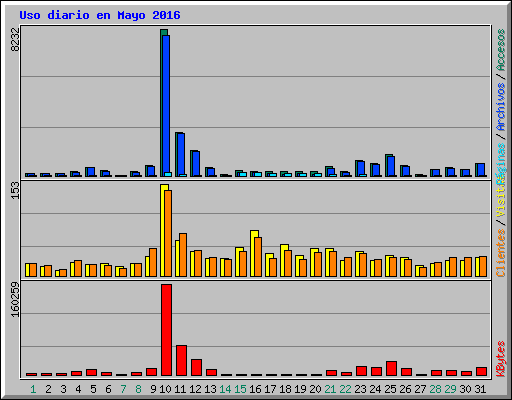 Uso diario en Mayo 2016
8232
153
160259
Accesos
/
Archivos
/
Páginas
Visitas
/
Clientes
KBytes
1 2 3 4 5 6 7 8 9 10 11 12 13 14 15 16 17 18 19 20 21 22 23 24 25 26 27 28 29 30 31